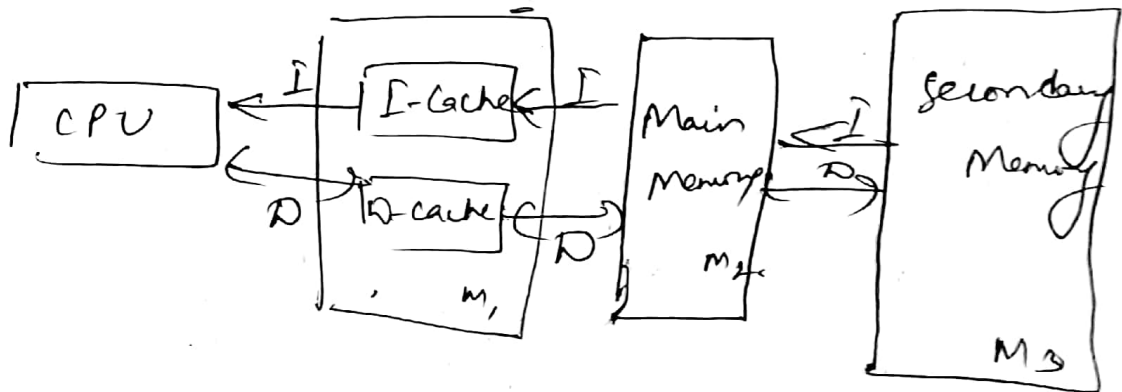 CPU
I
I-Cache
I
D
D-Cache
D
M1
Main
Memory
M2
I
D
Secondary
Memory
M3